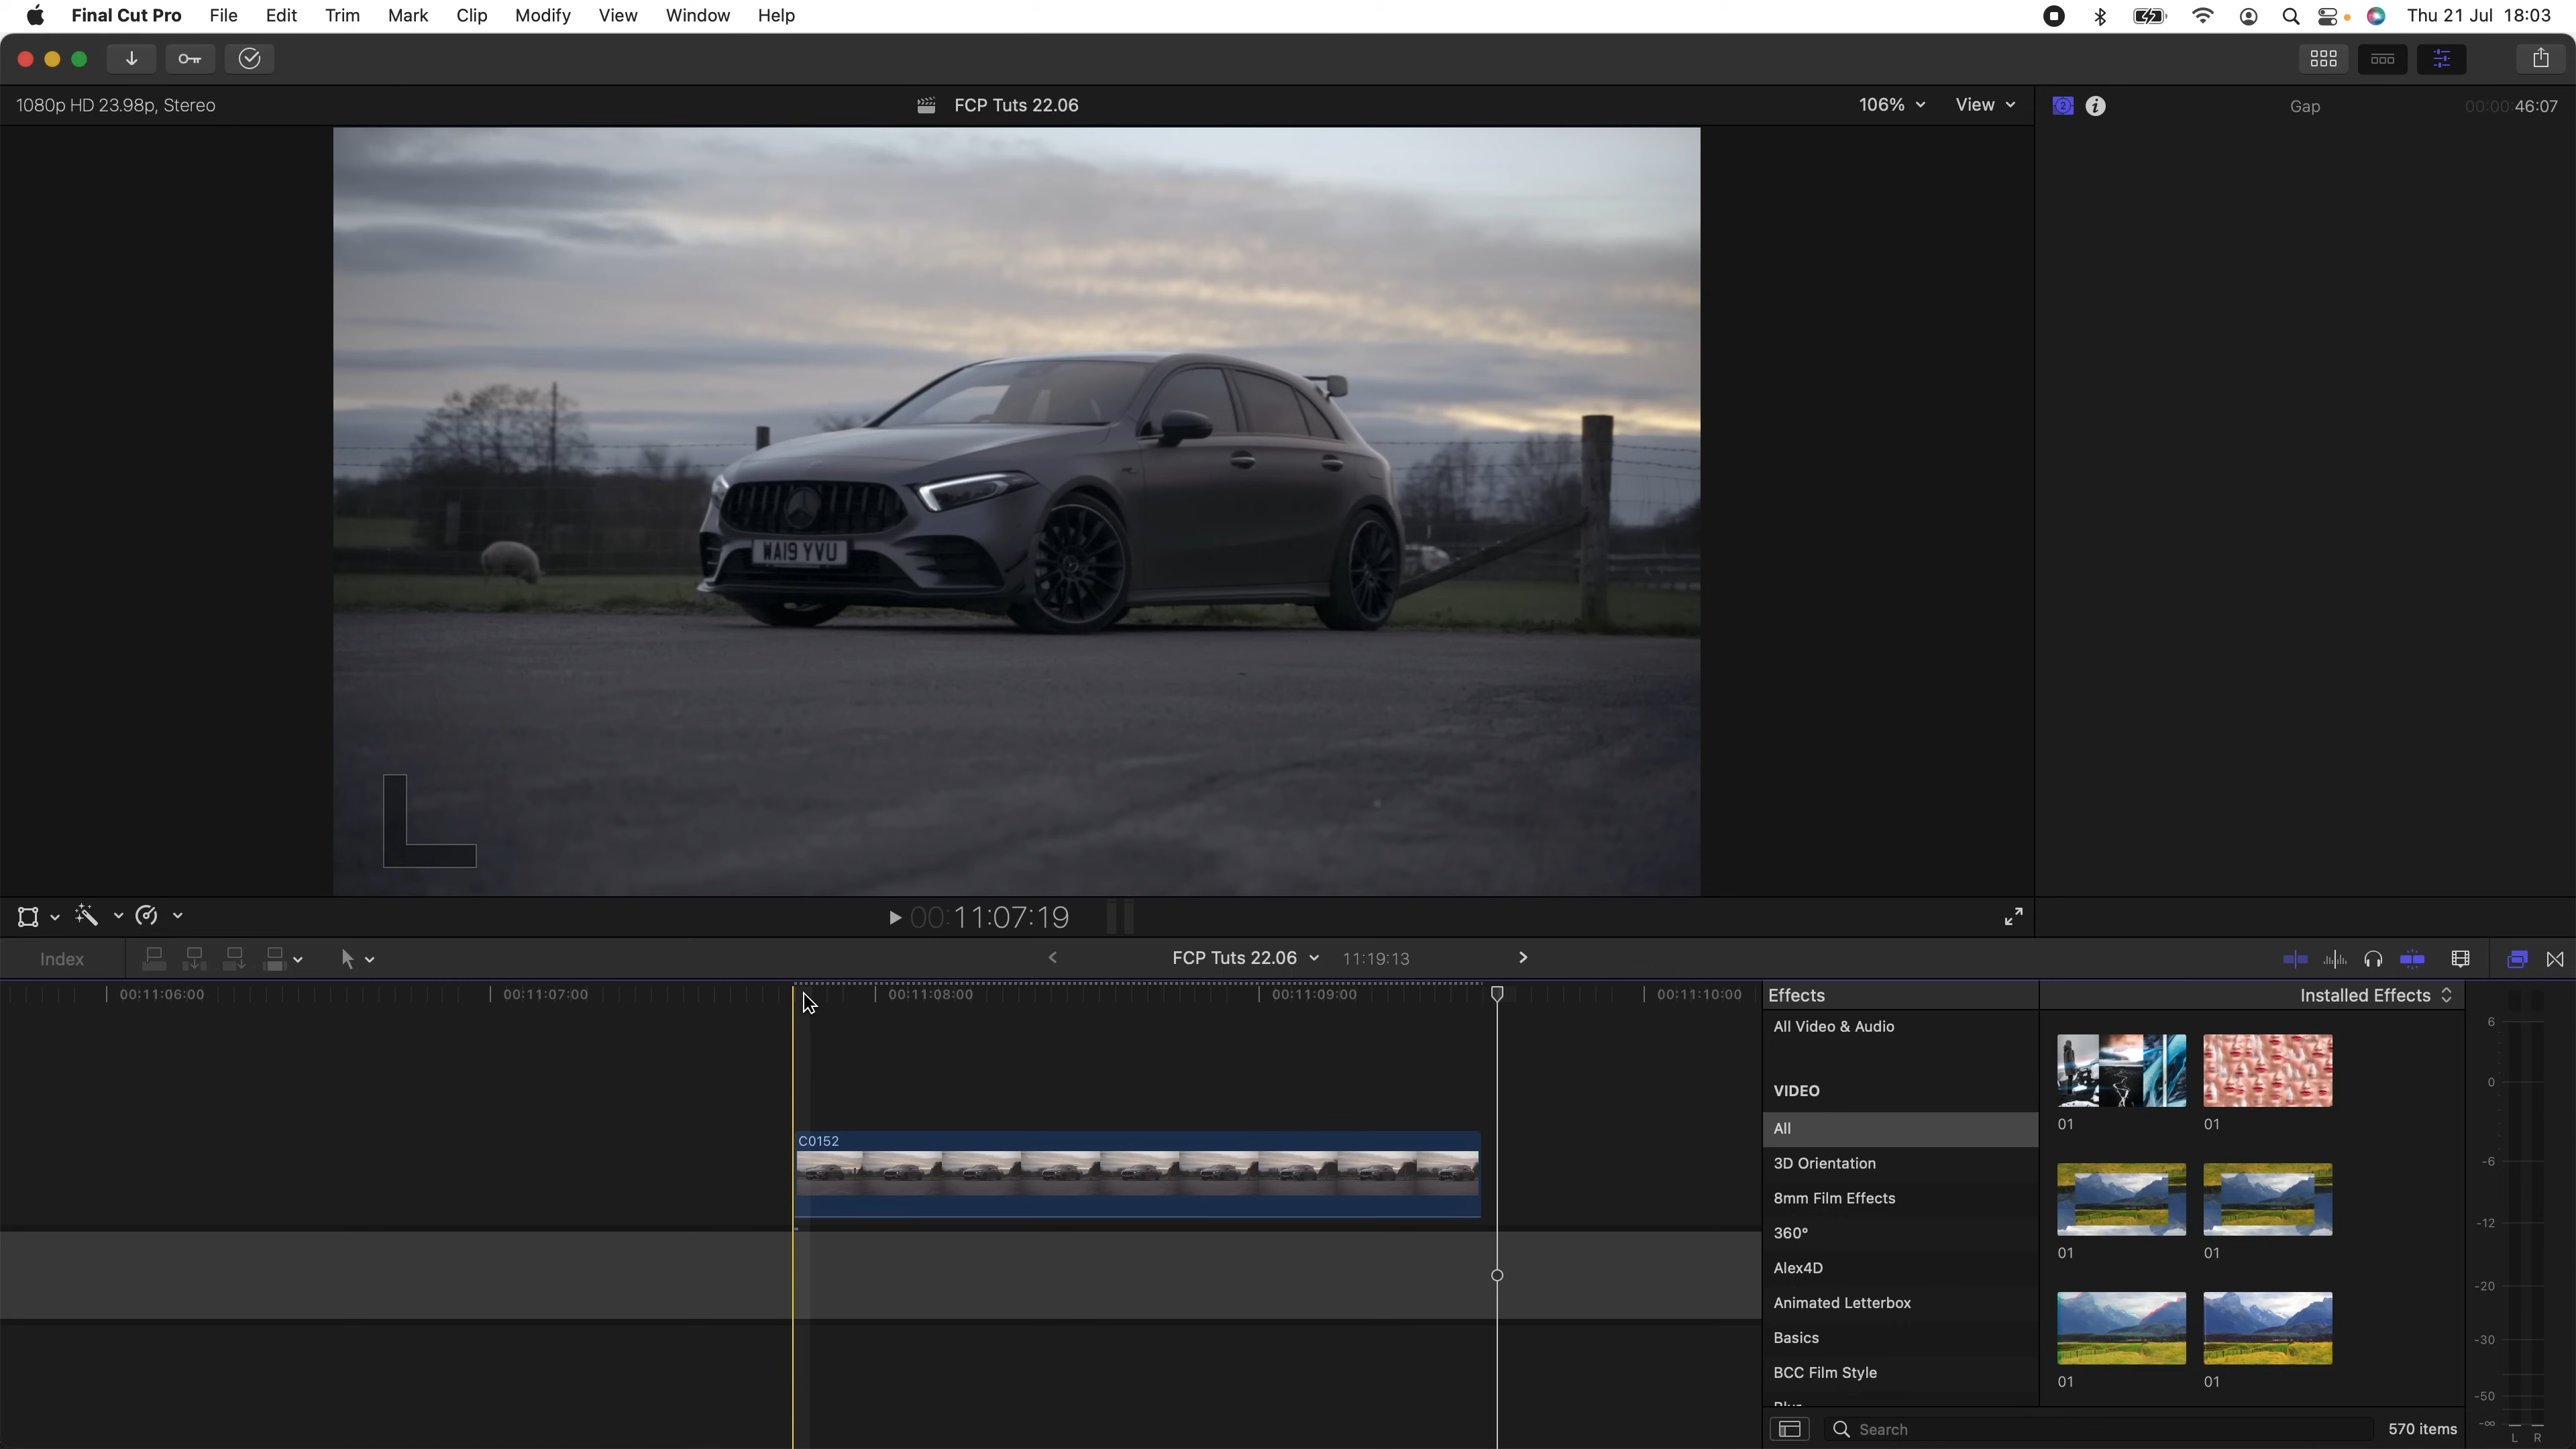 Final Cut Pro File Edit Trim Mark Clip Modify View Window Help Thu 21 Jul 18:03
1080p HD 23.98p, Stereo FCP Tuts 22.06 106% View Gap 00:00:46:07
WA19 YVU
00:11:07:19
Index FCP Tuts 22.06 11:19:13
00:11:06:00 00:11:07:00 00:11:08:00 00:11:09:00 00:11:10:00
C0152
Effects Installed Effects
All Video & Audio
VIDEO
All
3D Orientation
8mm Film Effects
360°
Alex4D
Animated Letterbox
Basics
BCC Film Style
01 01
01 01
01 01
Search 570 items
6
0
-6
-12
-20
-30
-50
-∞
L R